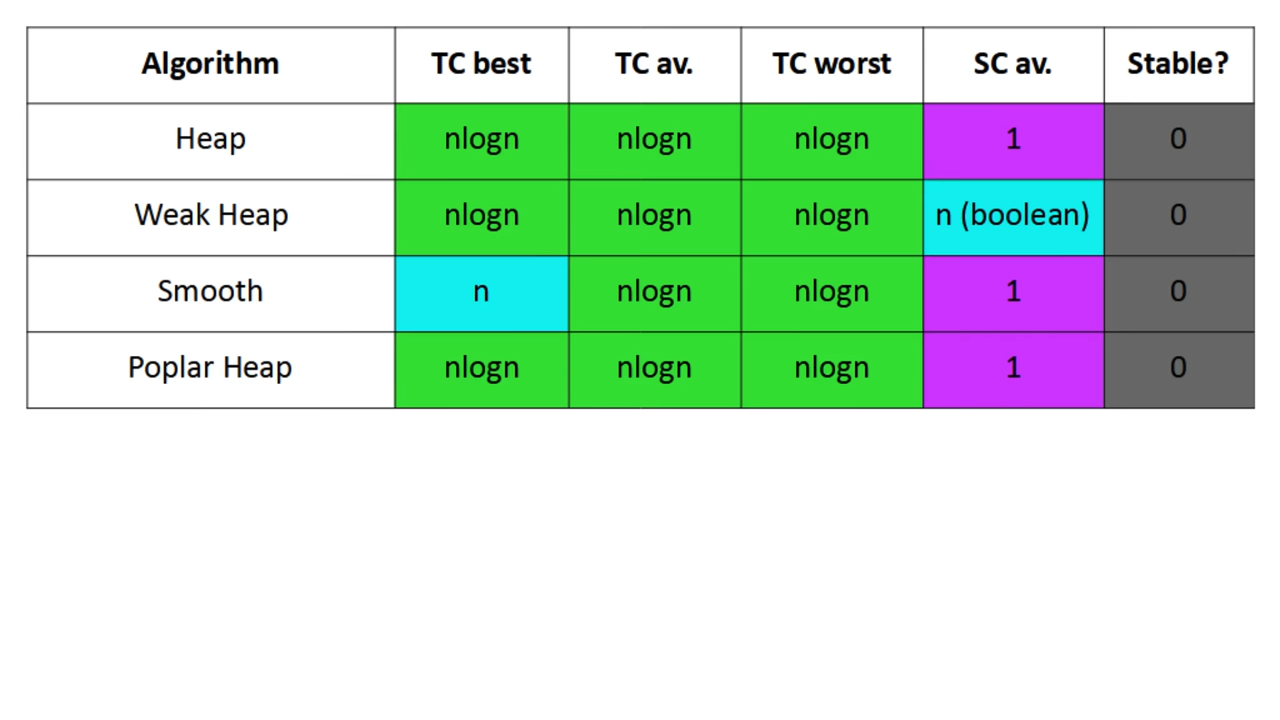 Algorithm TC best TC av. TC worst SC av. Stable?
Heap nlogn nlogn nlogn 1 0
Weak Heap nlogn nlogn nlogn n (boolean) 0
Smooth n nlogn nlogn 1 0
Poplar Heap nlogn nlogn nlogn 1 0